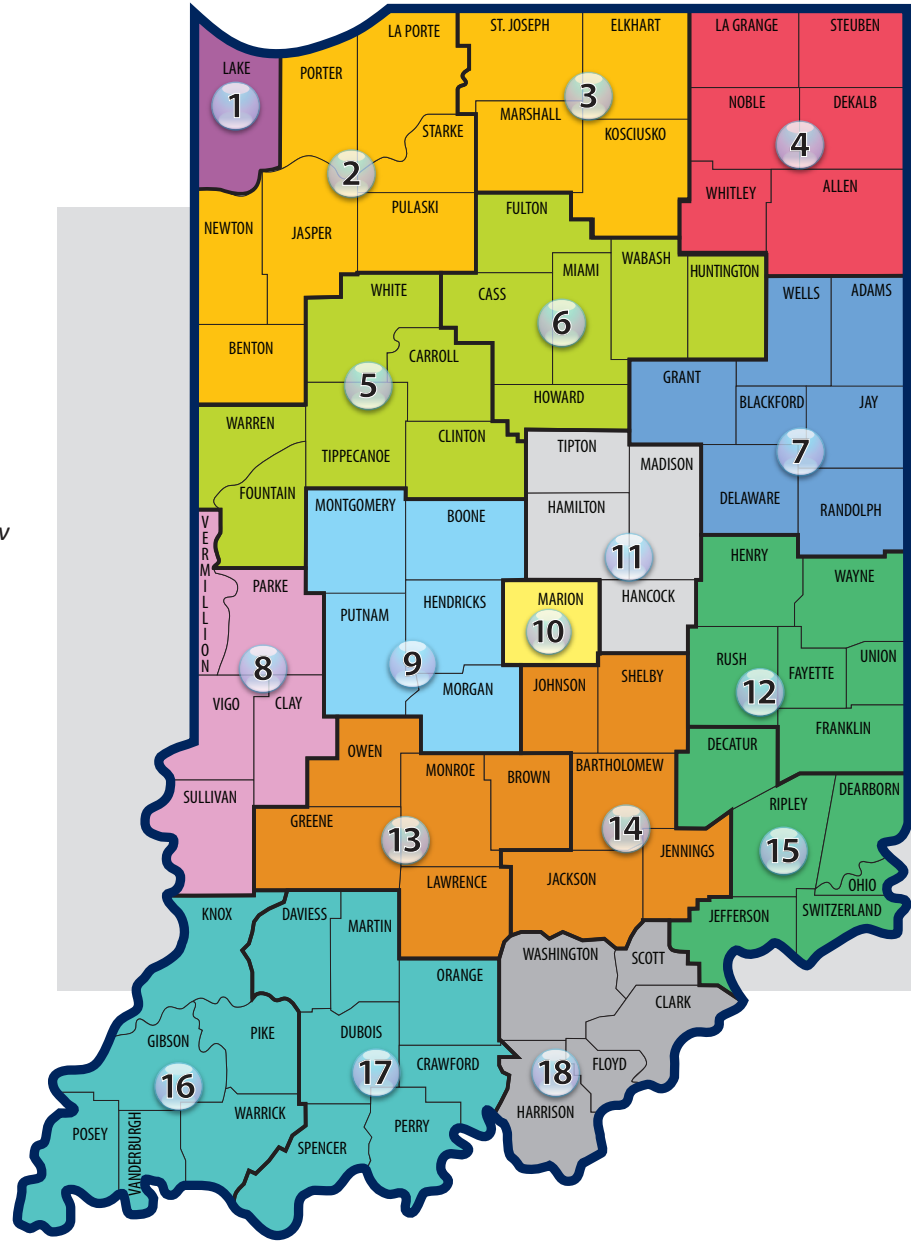 LA PORTE
ST. JOSEPH
ELKHART
LA GRANGE
STEUBEN
LAKE
PORTER
1
3
NOBLE
DEKALB
MARSHALL
STARKE
KOSCIUSKO
4
2
WHITLEY
ALLEN
NEWTON
JASPER
PULASKI
FULTON
MIAMI
WABASH
HUNTINGTON
WHITE
CASS
WELLS
ADAMS
6
BENTON
CARROLL
5
GRANT
HOWARD
BLACKFORD
JAY
WARREN
TIPPECANOE
CLINTON
TIPTON
MADISON
7
FOUNTAIN
MONTGOMERY
BOONE
HAMILTON
DELAWARE
RANDOLPH
v
VERMILLION
11
HENRY
WAYNE
PARKE
PUTNAM
HENDRICKS
MARION
HANCOCK
10
8
9
RUSH
FAYETTE
UNION
12
VIGO
CLAY
MORGAN
JOHNSON
SHELBY
FRANKLIN
OWEN
MONROE
BROWN
BARTHOLOMEW
DECATUR
SULLIVAN
DEARBORN
RIPLEY
GREENE
13
14
15
JENNINGS
LAWRENCE
JACKSON
OHIO
KNOX
DAVIESS
MARTIN
JEFFERSON
SWITZERLAND
WASHINGTON
SCOTT
ORANGE
CLARK
GIBSON
PIKE
DUBOIS
CRAWFORD
FLOYD
16
17
18
POSEY
VANDERBURGH
WARRICK
SPENCER
PERRY
HARRISON